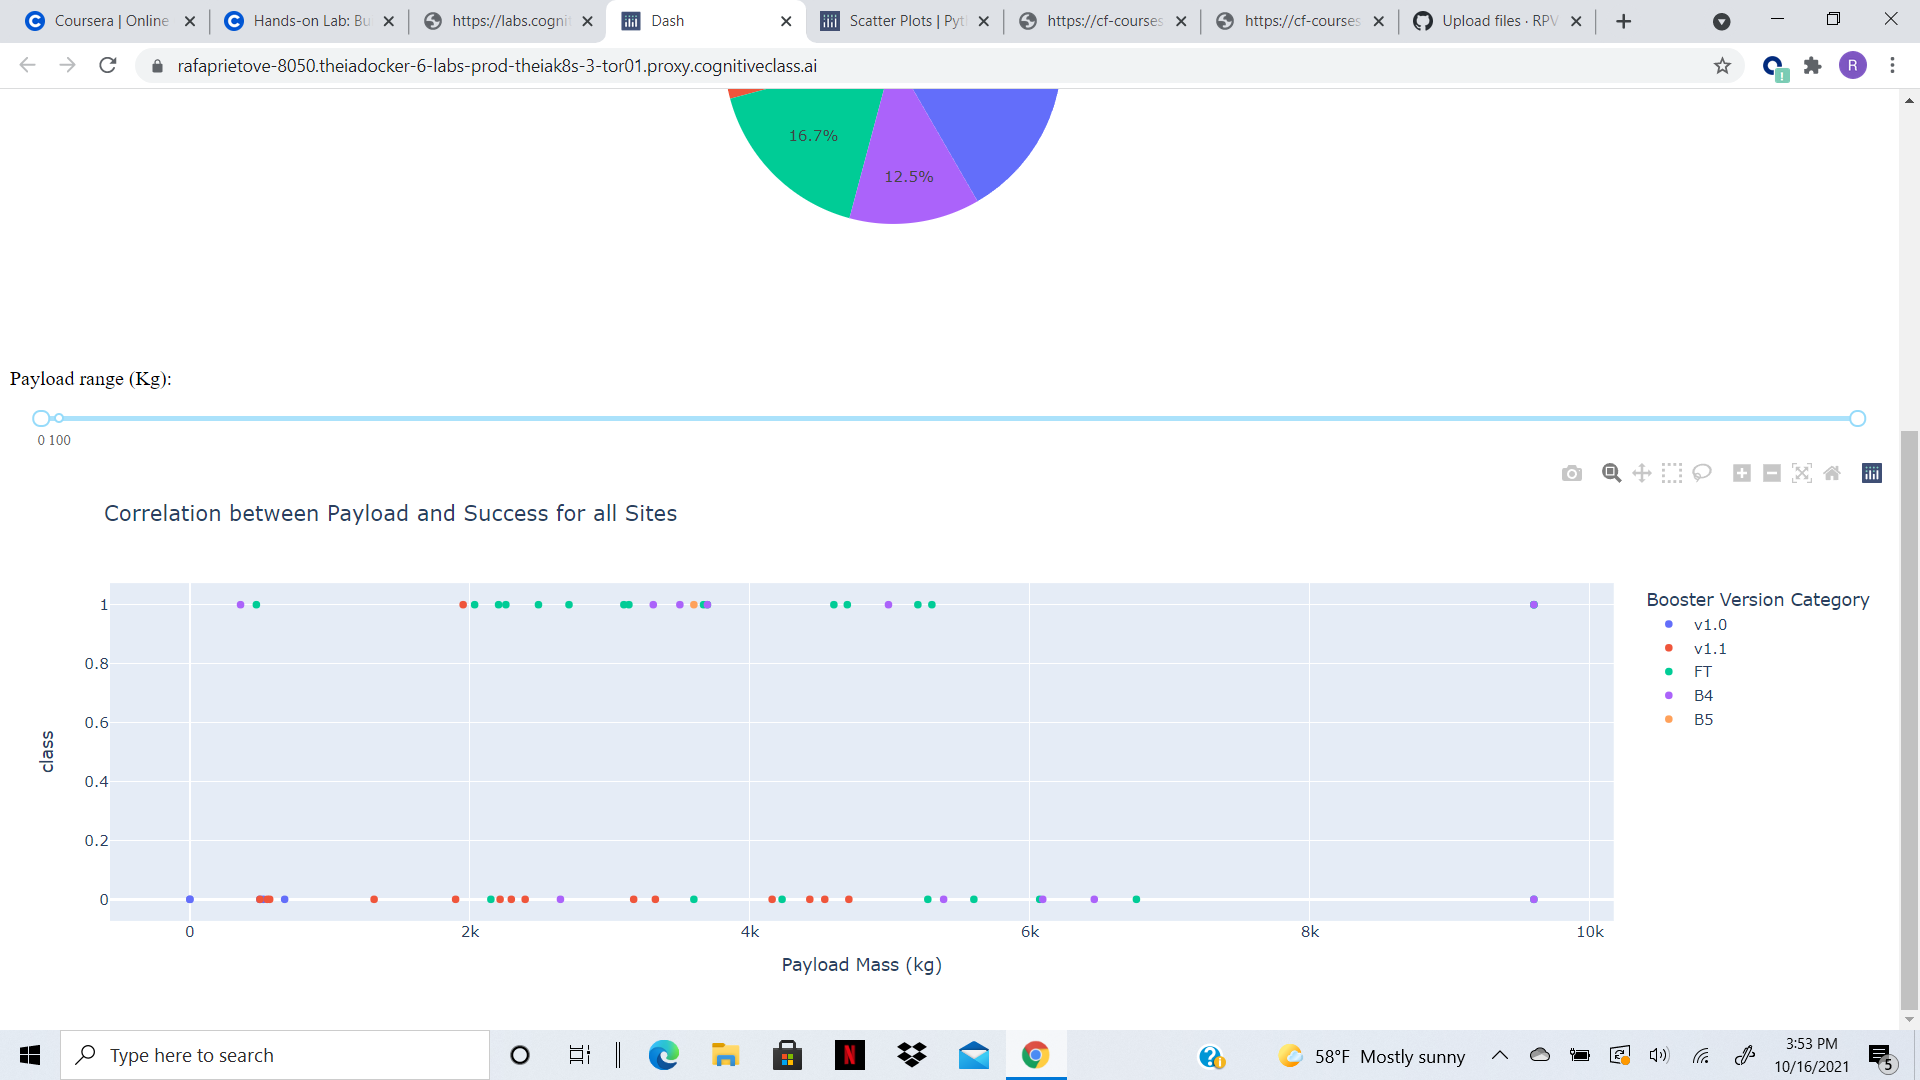 Coursera | Online
Hands-on Lab: Bu
https://labs.cognit
Dash
Scatter Plots | Pyt
https://cf-courses
https://cf-courses
Upload files · RPV
rafaprietove-8050.theiadocker-6-labs-prod-theiak8s-3-tor01.proxy.cognitiveclass.ai
R
16.7%
12.5%
Payload range (Kg):
0 100
Correlation between Payload and Success for all Sites
1
0.8
0.6
0.4
0.2
0
class
0
2k
4k
6k
8k
10k
Payload Mass (kg)
Booster Version Category
v1.0
v1.1
FT
B4
B5
Type here to search
N
58°F Mostly sunny
3:53 PM
10/16/2021
5